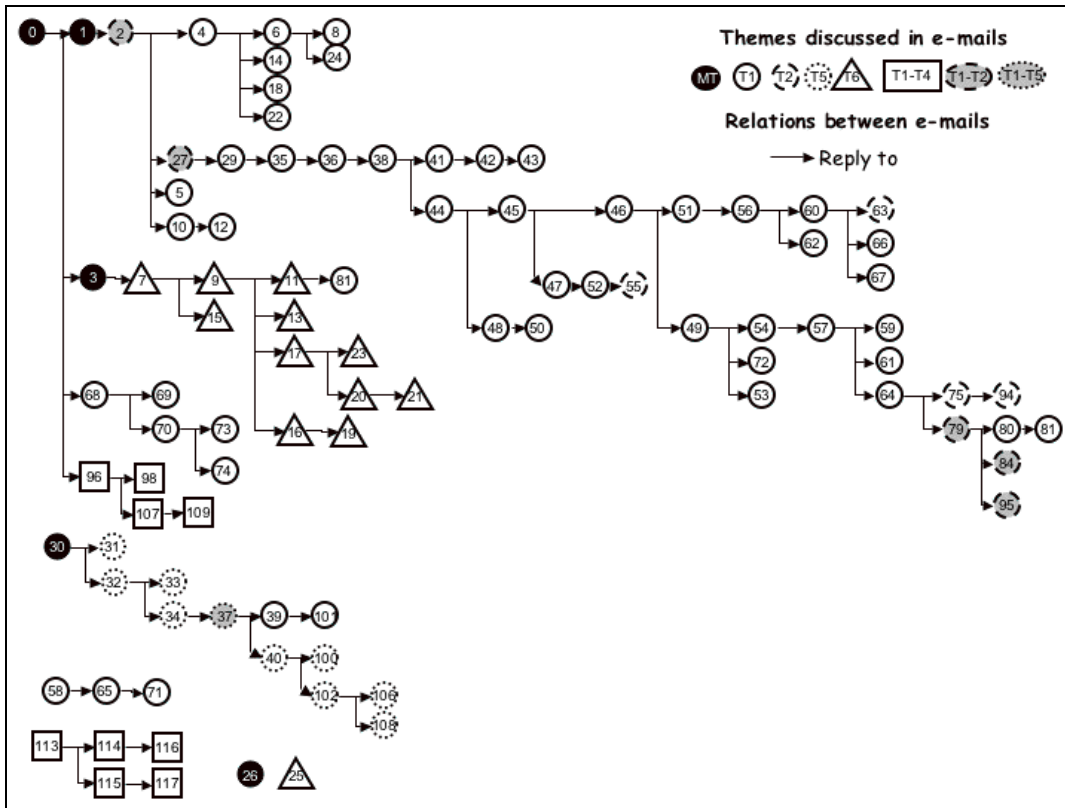 Themes discussed in e-mails
MT T1 T2 T5 T6 T1-T4 T1-T2 T1-T5
Relations between e-mails
Reply to
0 1 2 4 6 8
14 24
18
22
27 29 35 36 38 41 42 43
5
10 12
44 45 46 51 56 60 63
62 66
67
3 7 9 11 81
47 52 55
15 13
48 50 49 54 57 59
17 23 72 61
20 21 53 64 75 94
68 69
70 73 16 19 79 80 81
74 84
96 98
107 109 95
30 31
32 33
34 37 39 101
40 100
102 106
108
58 65 71
113 114 116
115 117
26 25